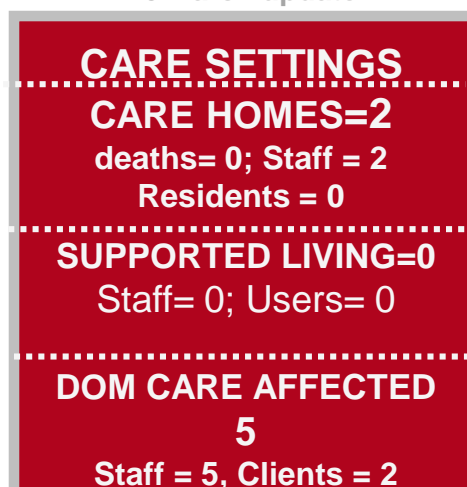 CARE SETTINGS
CARE HOMES=2
deaths= 0; Staff = 2
Residents = 0
SUPPORTED LIVING=0
Staff= 0; Users= 0
DOM CARE AFFECTED
5
Staff = 5, Clients = 2